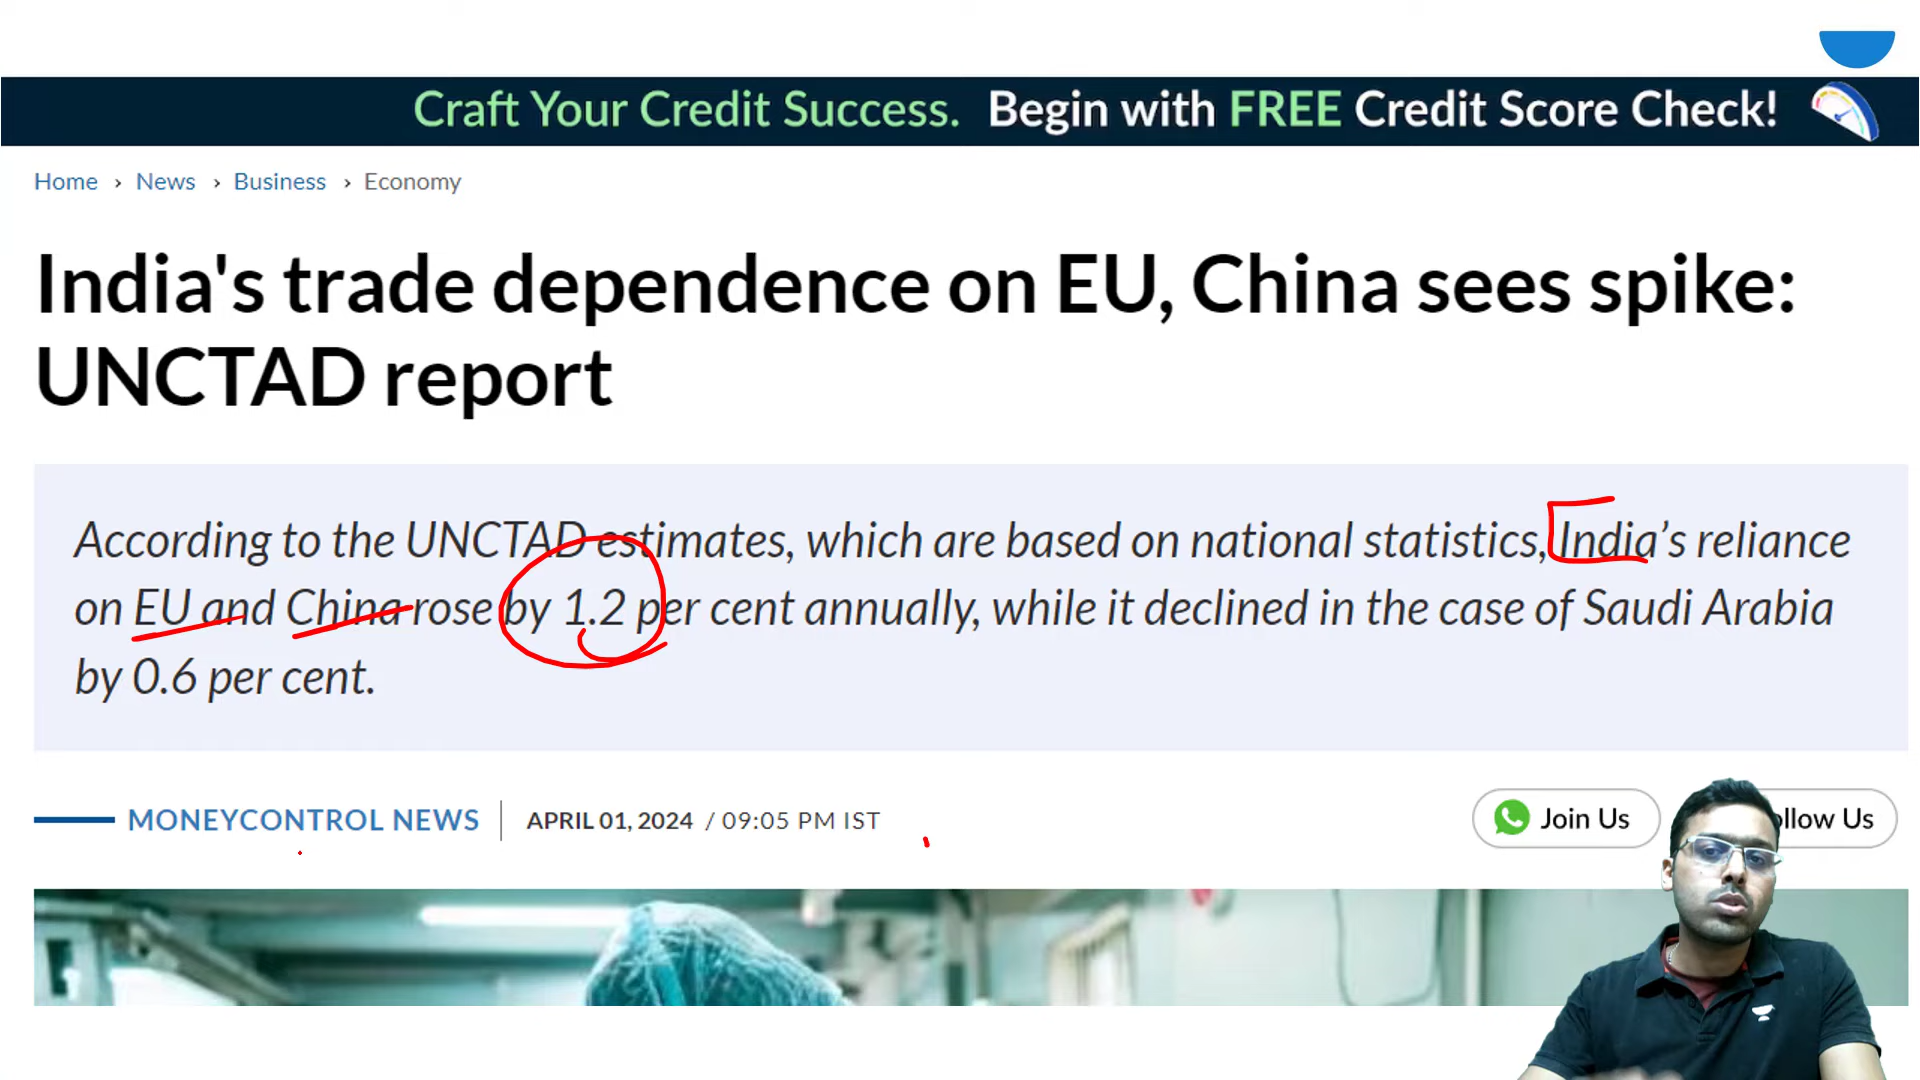 Craft Your Credit Success. Begin with FREE Credit Score Check!
Home › News › Business › Economy
India's trade dependence on EU, China sees spike:
UNCTAD report
According to the UNCTAD estimates, which are based on national statistics, India’s reliance
on EU and China rose by 1.2 per cent annually, while it declined in the case of Saudi Arabia
by 0.6 per cent.
MONEYCONTROL NEWS | APRIL 01, 2024 / 09:05 PM IST
Join Us
ollow Us